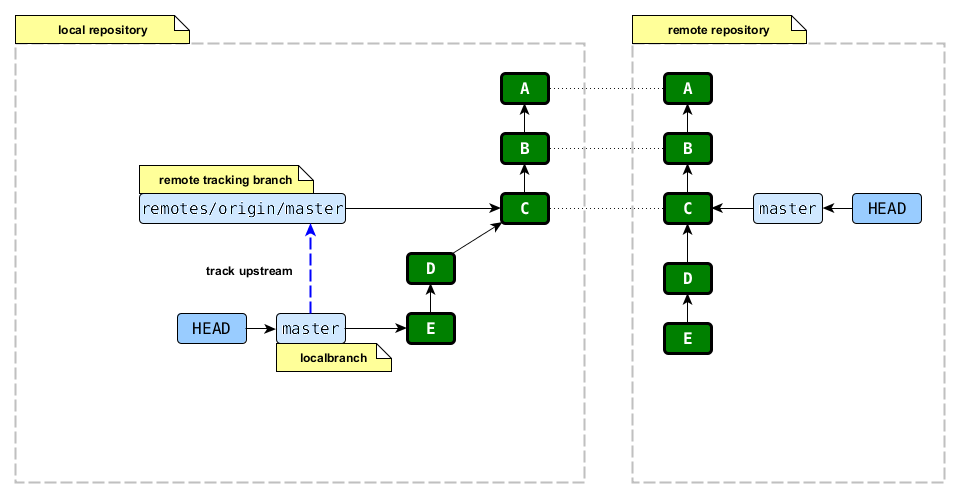 local repository
remote repository
A
A
B
B
remote tracking branch
remotes/origin/master
C
C
master
HEAD
track upstream
D
D
HEAD
master
E
E
localbranch